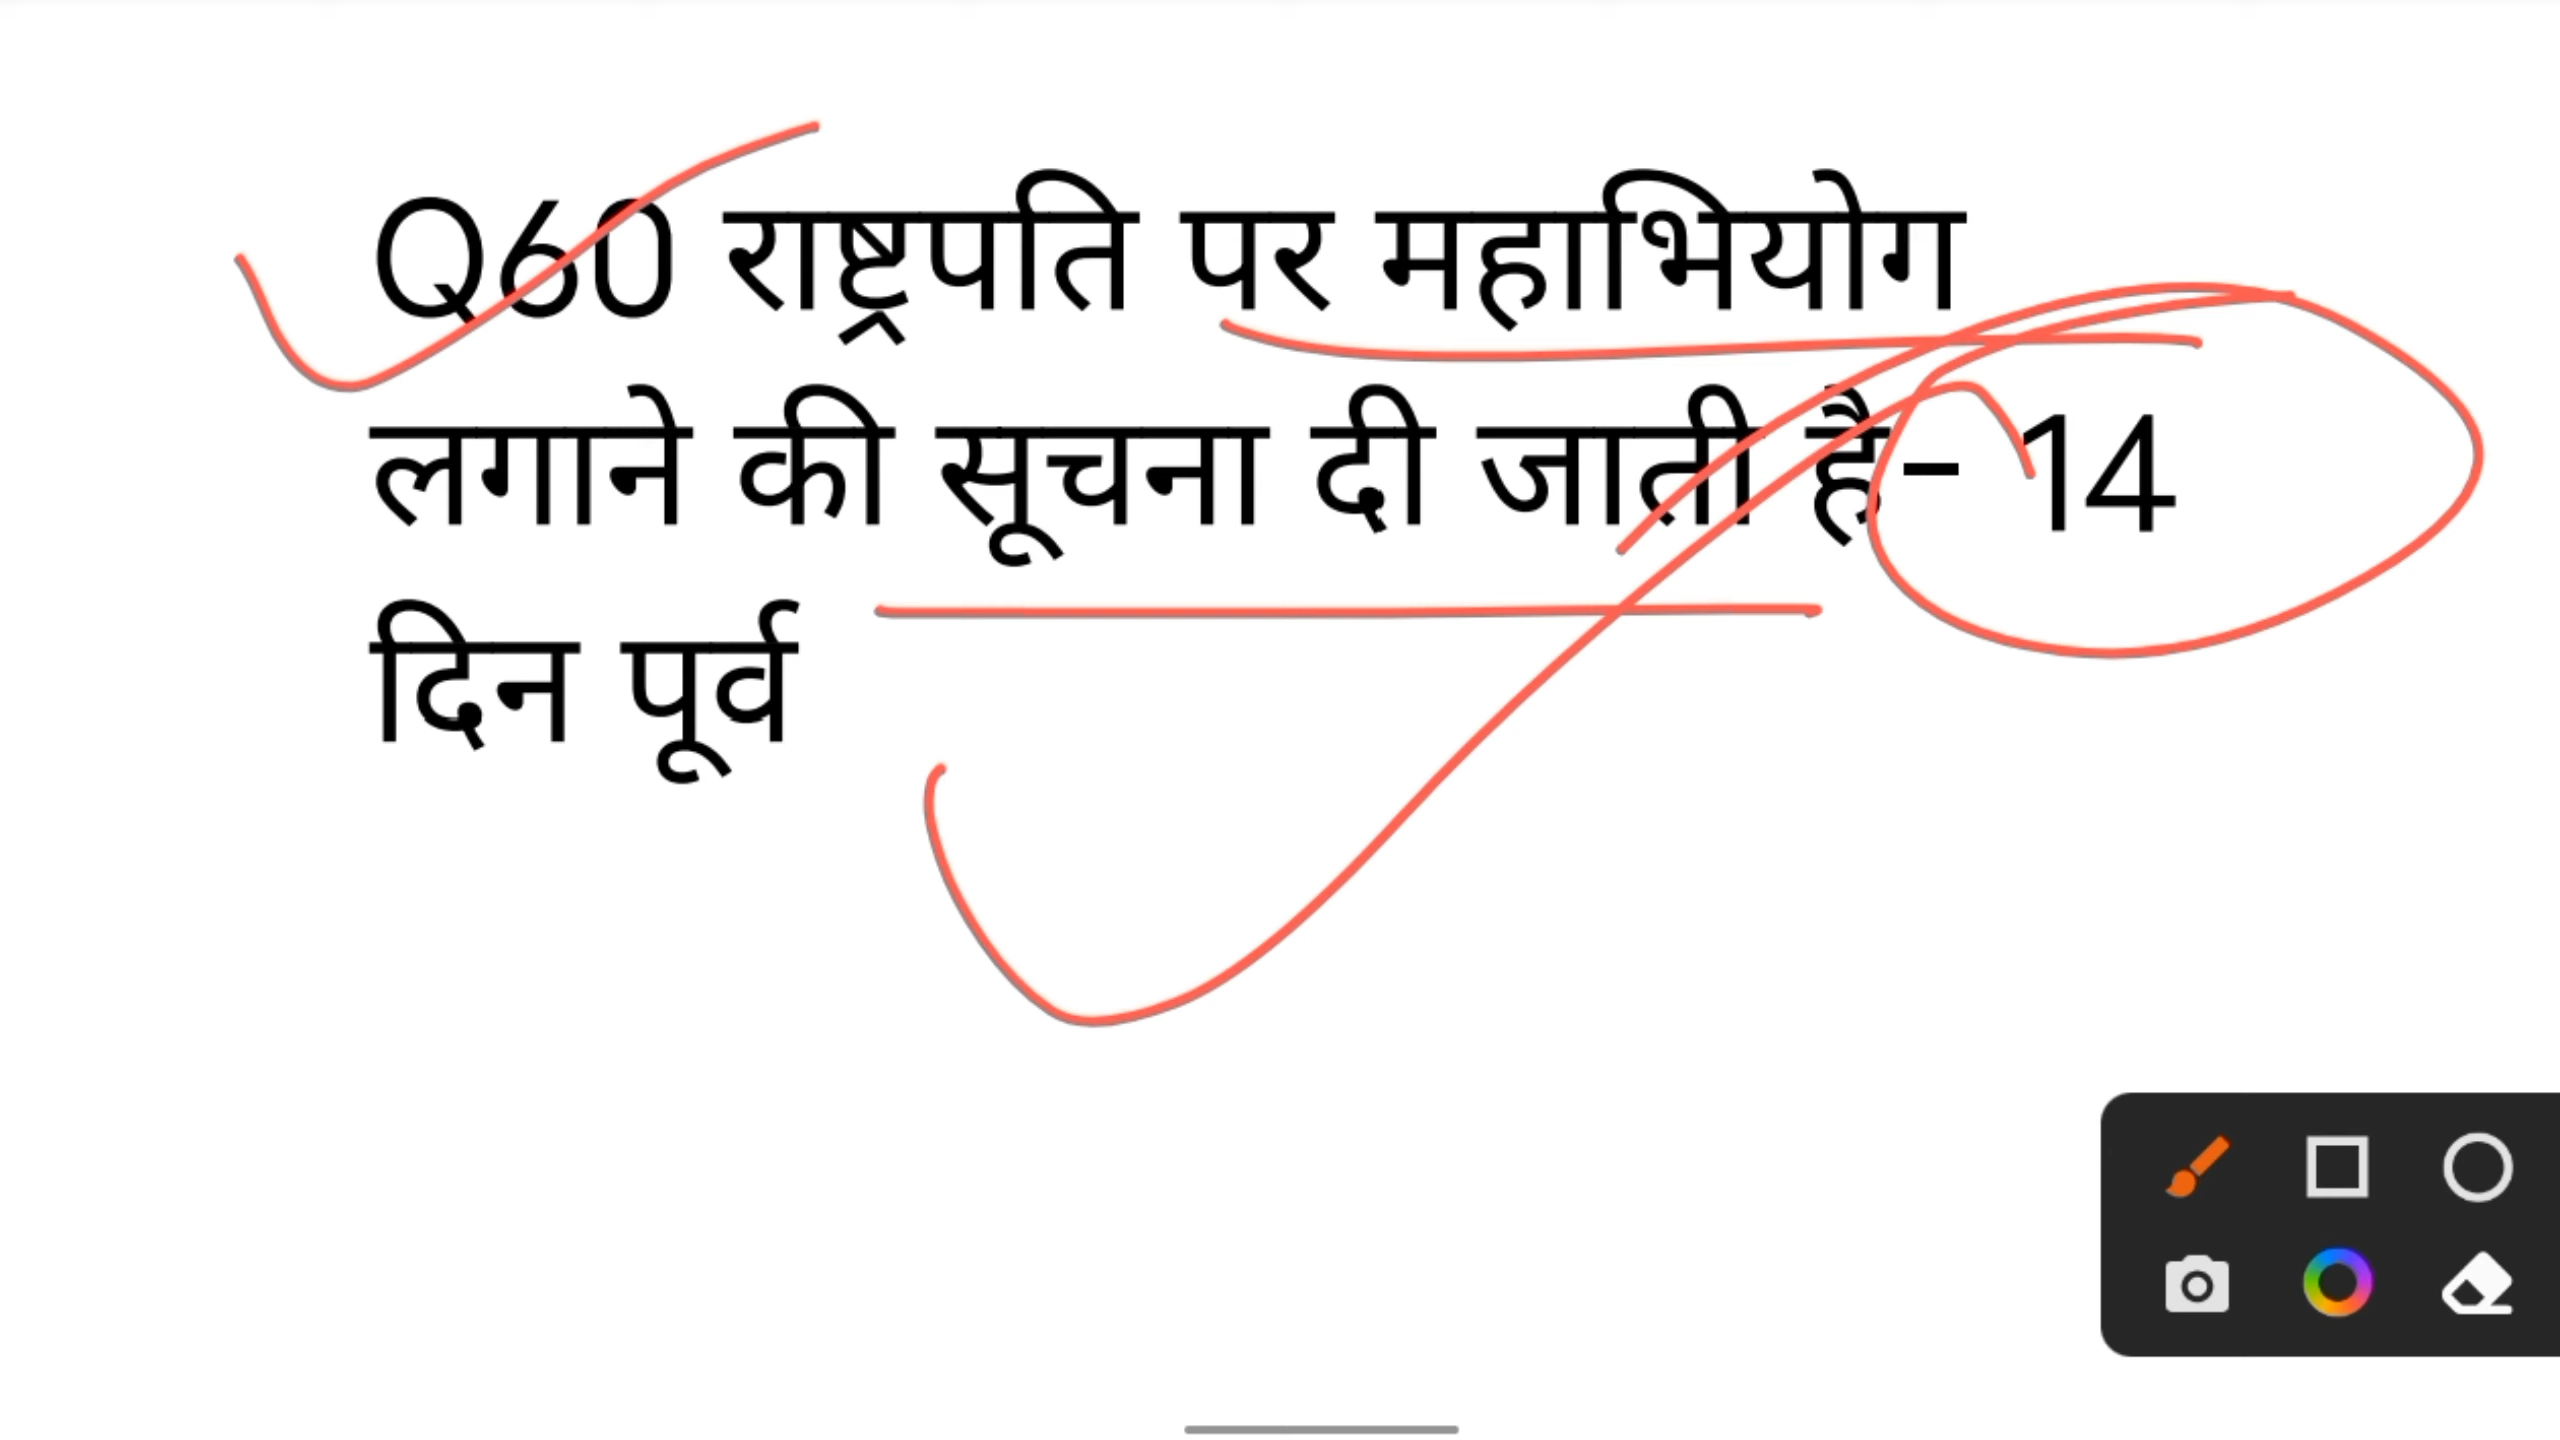 Q60 राष्ट्रपति पर महाभियोग
लगाने की सूचना दी जाती है- 14
दिन पूर्व